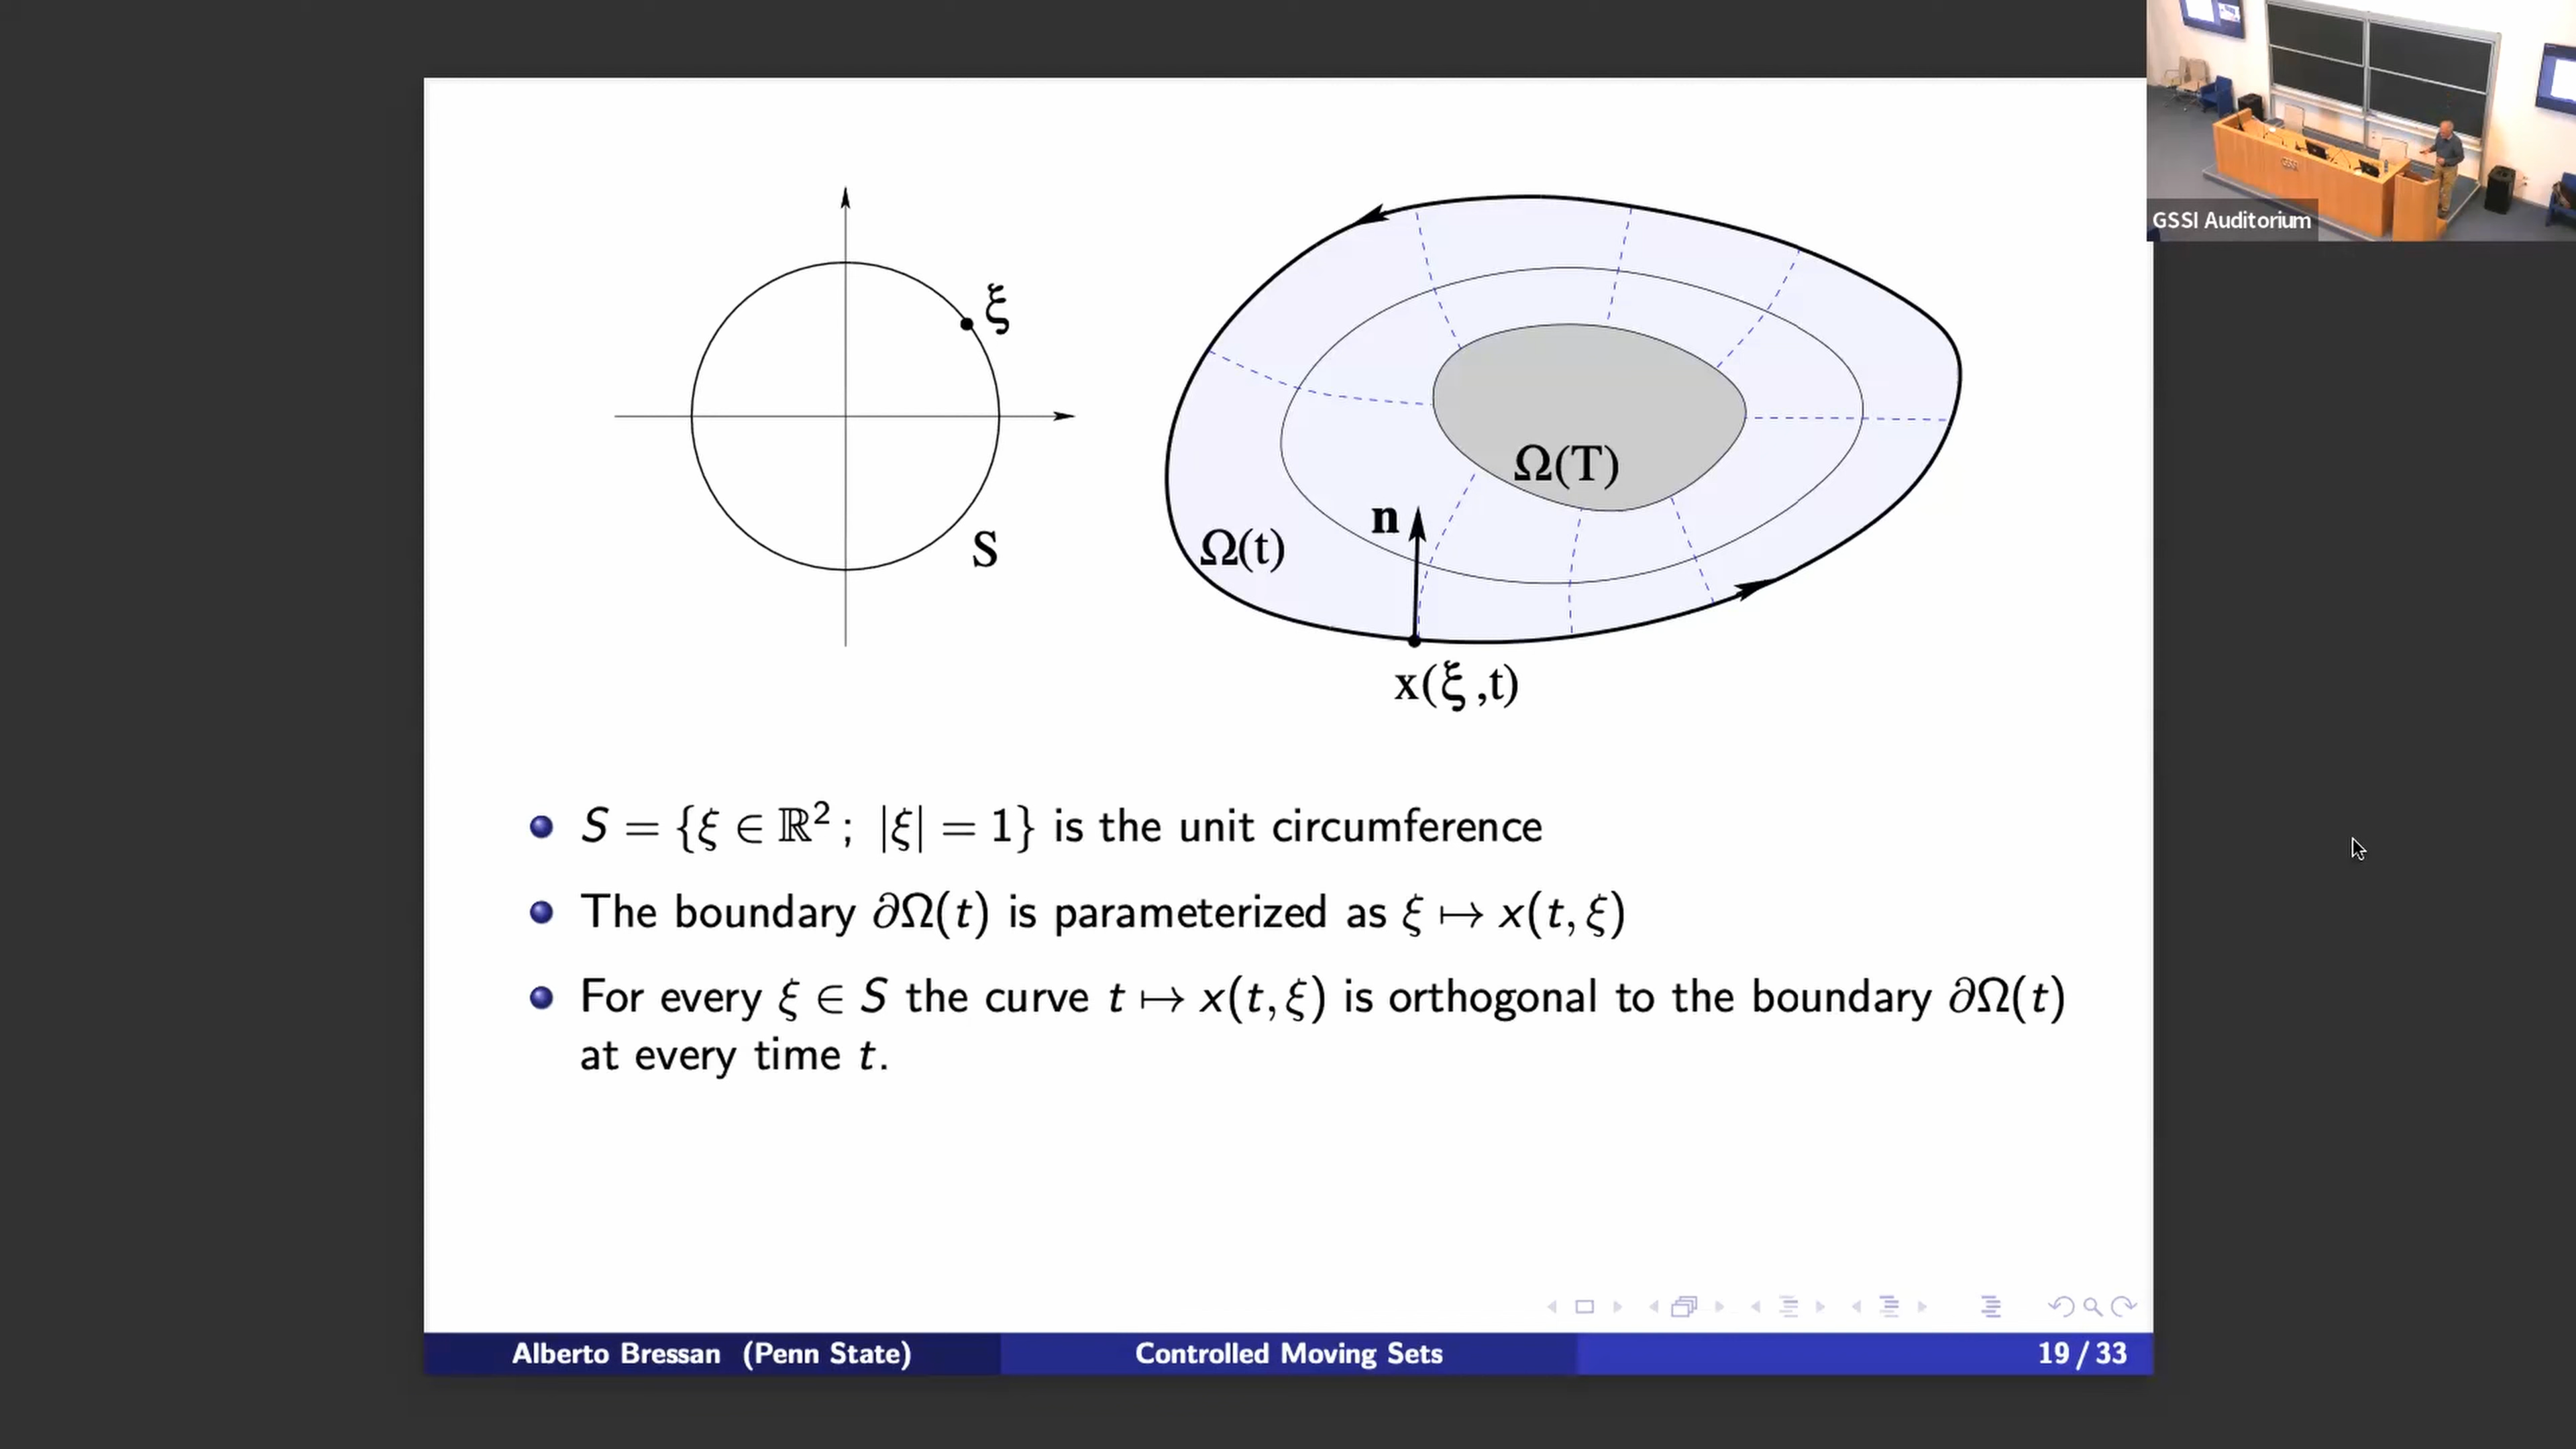 GSSI Auditorium
ξ
S
Ω(T)
n
Ω(t)
x(ξ,t)
S = {ξ ∈ ℝ² ; |ξ| = 1} is the unit circumference
The boundary ∂Ω(t) is parameterized as ξ ↦ x(t, ξ)
For every ξ ∈ S the curve t ↦ x(t, ξ) is orthogonal to the boundary ∂Ω(t)
at every time t.
Alberto Bressan (Penn State)
Controlled Moving Sets
19 / 33